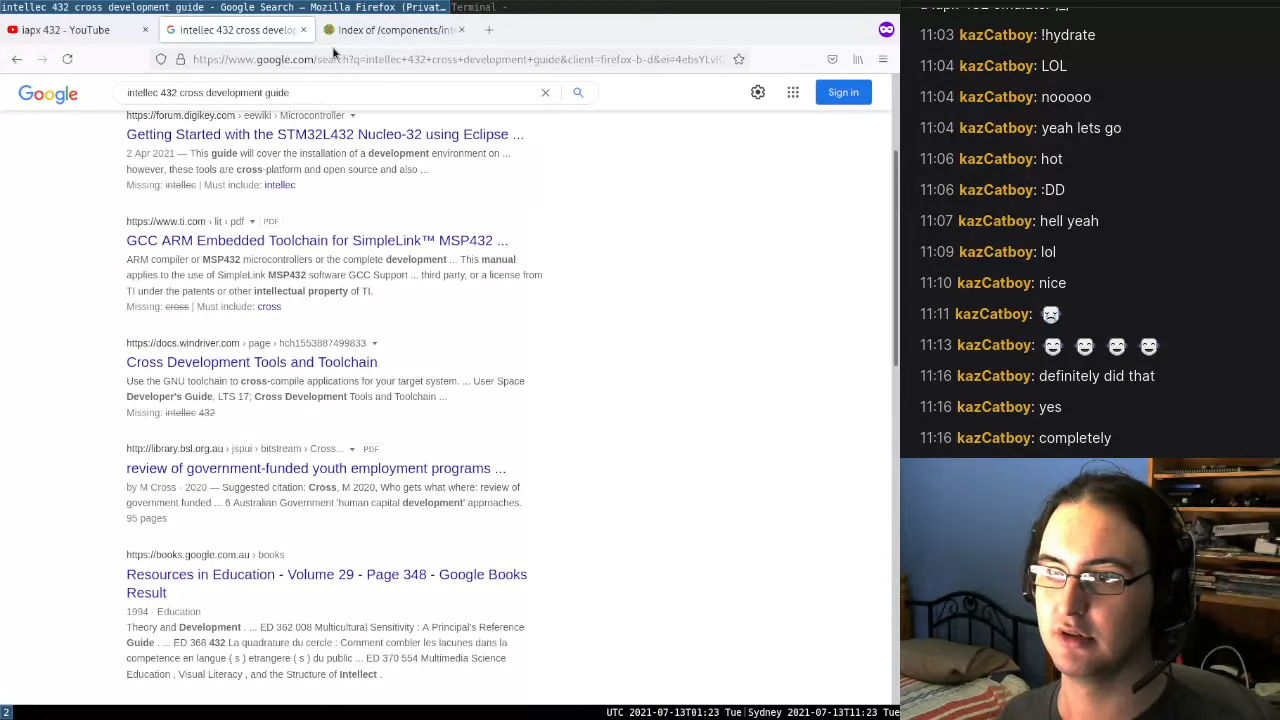 intellec 432 cross development guide - Google Search — Mozilla Firefox (Privat… Terminal -
iapx 432 - YouTube
intellec 432 cross develop
Index of /components/int
https://www.google.com/search?q=intellec+432+cross+development+guide&client=firefox-b-d&ei=4ebsYLvIG
Google
intellec 432 cross development guide
Sign in
https://forum.digikey.com › eewiki › Microcontroller
Getting Started with the STM32L432 Nucleo-32 using Eclipse ...
2 Apr 2021 — This guide will cover the installation of a development environment on ...
however, these tools are cross-platform and open source and also ...
Missing: intellec | Must include: intellec
https://www.ti.com › lit › pdf PDF
GCC ARM Embedded Toolchain for SimpleLink™ MSP432 ...
ARM compiler or MSP432 microcontrollers or the complete development ... This manual
applies to the use of SimpleLink MSP432 software GCC Support ... third party, or a license from
TI under the patents or other intellectual property of TI.
Missing: cross | Must include: cross
https://docs.windriver.com › page › hch1553887499833
Cross Development Tools and Toolchain
Use the GNU toolchain to cross-compile applications for your target system. ... User Space
Developer's Guide, LTS 17; Cross Development Tools and Toolchain ...
Missing: intellec 432
http://library.bsl.org.au › jspui › bitstream › Cross... PDF
review of government-funded youth employment programs ...
by M Cross · 2020 — Suggested citation: Cross, M 2020, Who gets what where: review of
government funded ... 6 Australian Government 'human capital development' approaches.
95 pages
https://books.google.com.au › books
Resources in Education - Volume 29 - Page 348 - Google Books
Result
1994 · Education
Theory and Development . ... ED 362 008 Multicultural Sensitivity : A Principal's Reference
Guide . ... ED 368 432 La quadrature du cercle : Comment combler les lacunes dans la
competence en langue ( s ) etrangere ( s ) du public ... ED 370 554 Multimedia Science
Education , Visual Literacy , and the Structure of Intellect .
2
UTC 2021-07-13T01:23 Tue Sydney 2021-07-13T11:23 Tue
11:03 kazCatboy: !hydrate
11:04 kazCatboy: LOL
11:04 kazCatboy: nooooo
11:04 kazCatboy: yeah lets go
11:06 kazCatboy: hot
11:06 kazCatboy: :DD
11:07 kazCatboy: hell yeah
11:09 kazCatboy: lol
11:10 kazCatboy: nice
11:11 kazCatboy:
11:13 kazCatboy:
11:16 kazCatboy: definitely did that
11:16 kazCatboy: yes
11:16 kazCatboy: completely